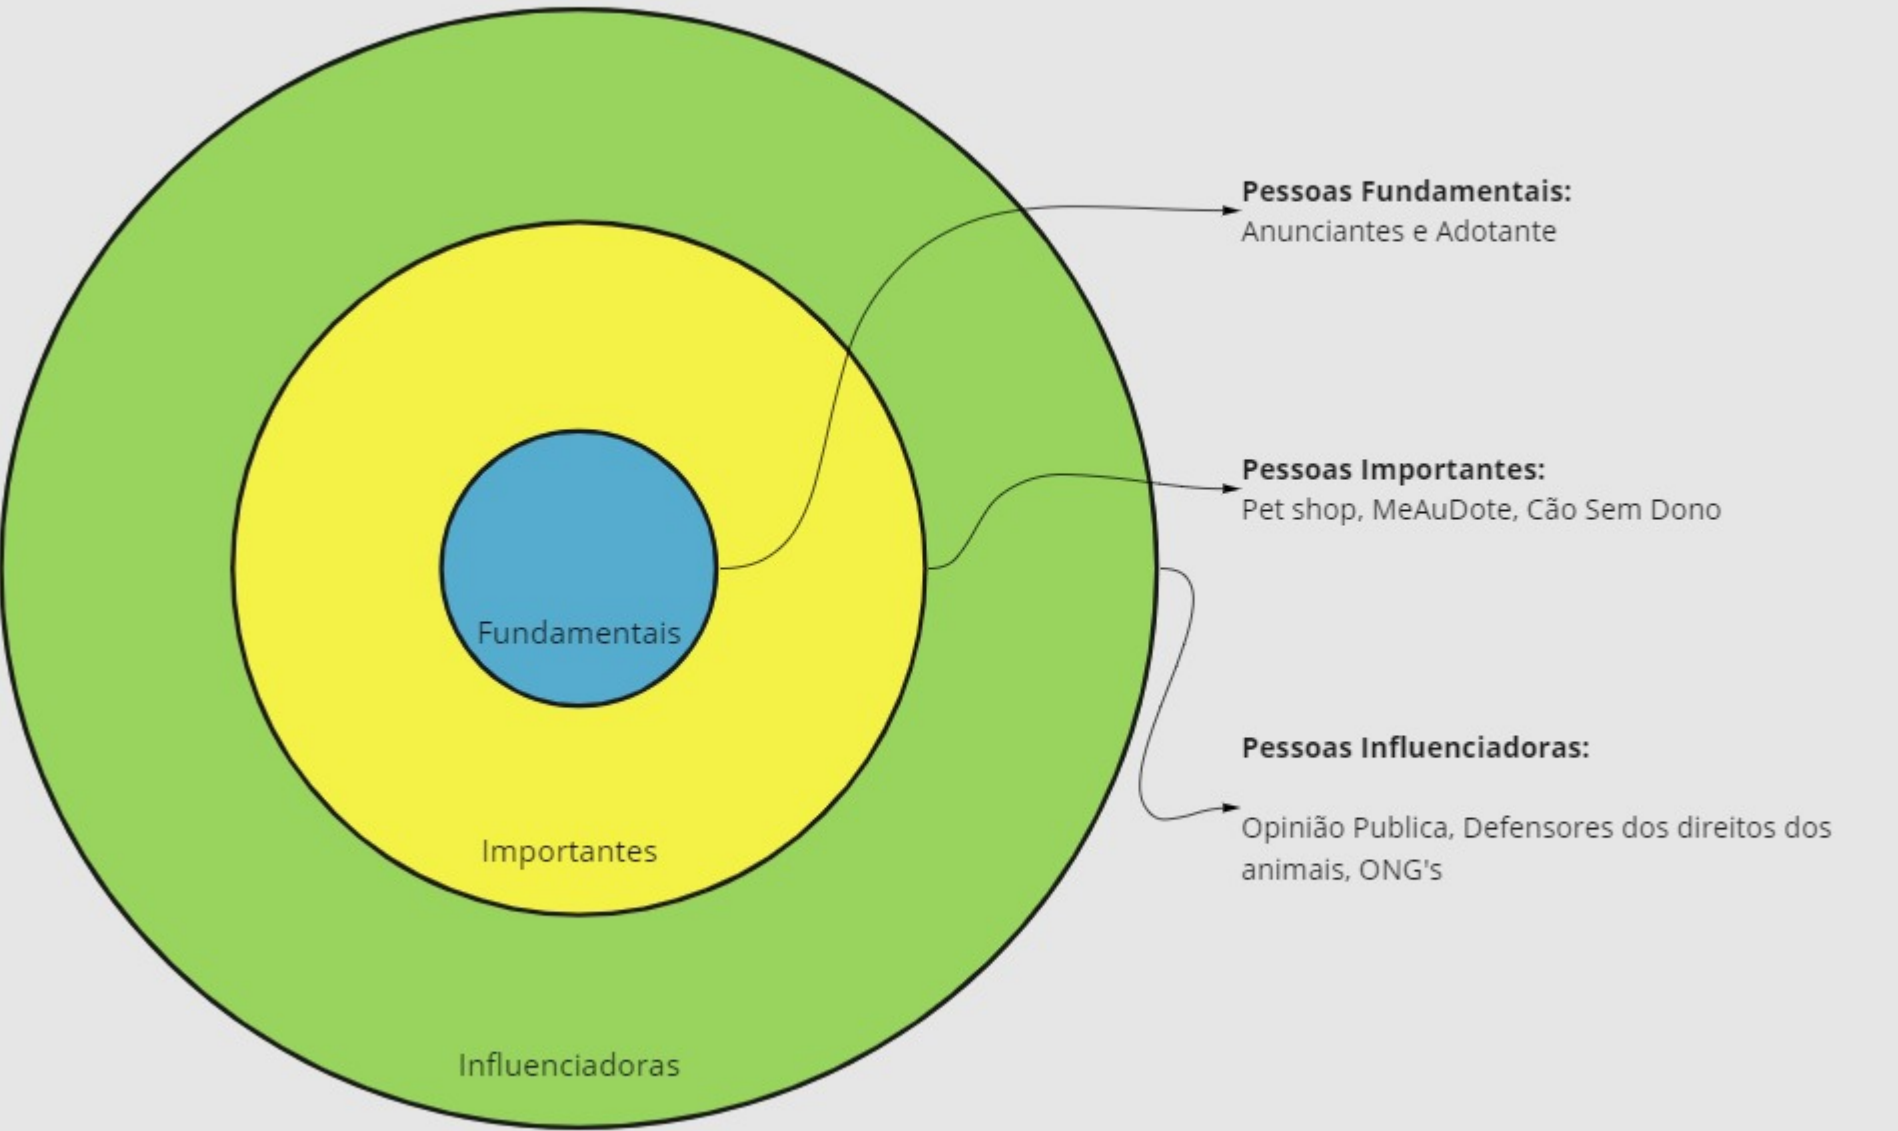 Fundamentais
Importantes
Influenciadoras
Pessoas Fundamentais:
Anunciantes e Adotante
Pessoas Importantes:
Pet shop, MeAuDote, Cão Sem Dono
Pessoas Influenciadoras:
Opinião Publica, Defensores dos direitos dos
animais, ONG's